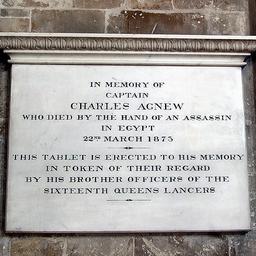 IN MEMORY OF
CAPTAIN
CHARLES AGNEW
WHO DIED BY THE HAND OF AN ASSASSIN
IN EGYPT
22ND MARCH 1873
THIS TABLET IS ERECTED TO HIS MEMORY
IN TOKEN OF THEIR REGARD
BY HIS BROTHER OFFICERS OF THE
SIXTEENTH QUEENS LANCERS